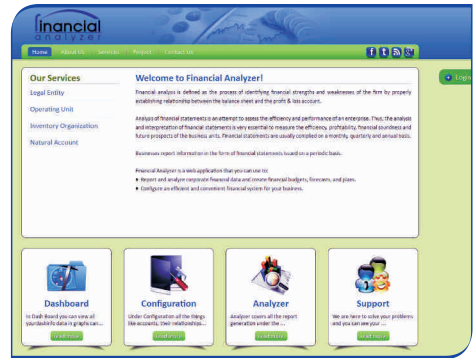 financial
analyzer
Home About Us Services Project Contact Us
Login
Our Services
Legal Entity
Operating Unit
Inventory Organization
Natural Account
Welcome to Financial Analyzer!
Financial analysis is defined as the process of identifying financial strengths and weaknesses of the firm by properly
establishing relationship between the balance sheet and the profit & loss account.
Analysis of financial statements is an attempt to assess the efficiency and performance of an enterprise. Thus, the analysis
and interpretation of financial statements is very essential to measure the efficiency, profitability, financial soundness and
future prospects of the business units. Financial statements are usually compiled on a monthly, quarterly and annual basis.
Businesses report information in the form of financial statements issued on a periodic basis.
Financial Analyzer is a web application that you can use to:
• Report and analyze corporate financial data and create financial budgets, forecasts, and plans.
• Configure an efficient and convenient financial system for your business.
Dashboard
In Dash Board you can view all
your tasks info data in graphs can...
Configuration
Under Configuration all the things
like accounts, their relationships...
Analyzer
Analyzer covers all the report
generation under the ...
Support
We are here to solve your problems
and you can see your ...